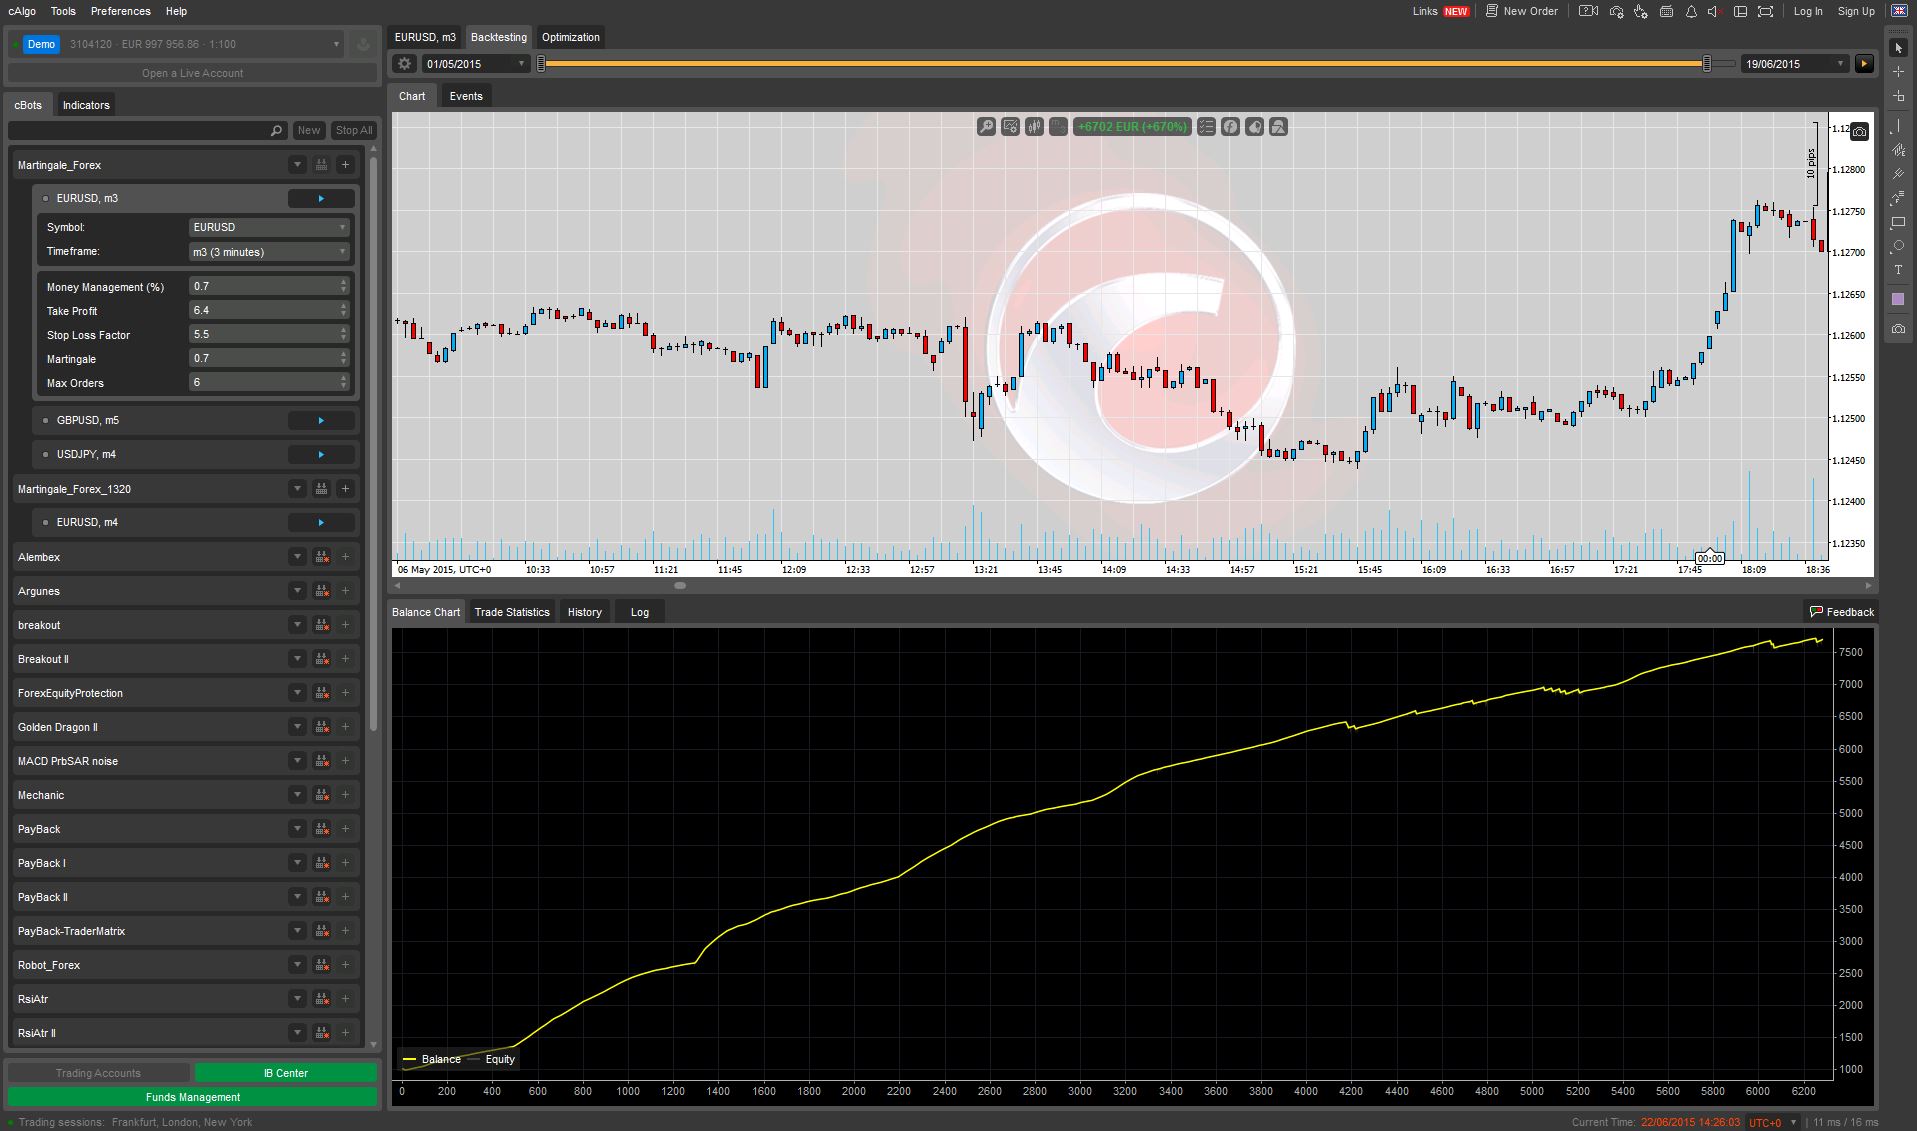 cAlgo Tools Preferences Help
Links NEW New Order Log In Sign Up
Demo 3104120 · EUR 997 956.86 · 1:100
Open a Live Account
cBots Indicators
New Stop All
Martingale_Forex
EURUSD, m3
Symbol: EURUSD
Timeframe: m3 (3 minutes)
Money Management (%) 0.7
Take Profit 6.4
Stop Loss Factor 5.5
Martingale 0.7
Max Orders 6
GBPUSD, m5
USDJPY, m4
Martingale_Forex_1320
EURUSD, m4
Alembex
Argunes
breakout
Breakout II
ForexEquityProtection
Golden Dragon II
MACD PrbSAR noise
Mechanic
PayBack
PayBack I
PayBack II
PayBack-TraderMatrix
Robot_Forex
RsiAtr
RsiAtr II
Trading Accounts IB Center
Funds Management
EURUSD, m3 Backtesting Optimization
01/05/2015 19/06/2015
Chart Events
+6702 EUR (+670%)
10 pips
1.12800
1.12750
1.12700
1.12650
1.12600
1.12550
1.12500
1.12450
1.12400
1.12350
00:00
06 May 2015, UTC+0 10:33 10:57 11:21 11:45 12:09 12:33 12:57 13:21 13:45 14:09 14:33 14:57 15:21 15:45 16:09 16:33 16:57 17:21 17:45 18:09 18:36
Balance Chart Trade Statistics History Log Feedback
7500
7000
6500
6000
5500
5000
4500
4000
3500
3000
2500
2000
1500
1000
Balance Equity
0 200 400 600 800 1000 1200 1400 1600 1800 2000 2200 2400 2600 2800 3000 3200 3400 3600 3800 4000 4200 4400 4600 4800 5000 5200 5400 5600 5800 6000 6200
Trading sessions: Frankfurt, London, New York
Current Time: 22/06/2015 14:26:03 UTC+0 11 ms / 16 ms